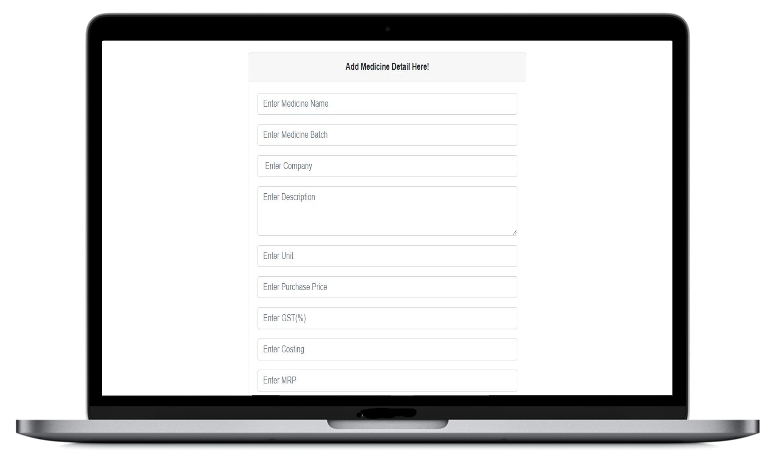 Add Medicine Detail Here!
Enter Medicine Name
Enter Medicine Batch
Enter Company
Enter Description
Enter Unit
Enter Purchase Price
Enter GST(%)
Enter Costing
Enter MRP